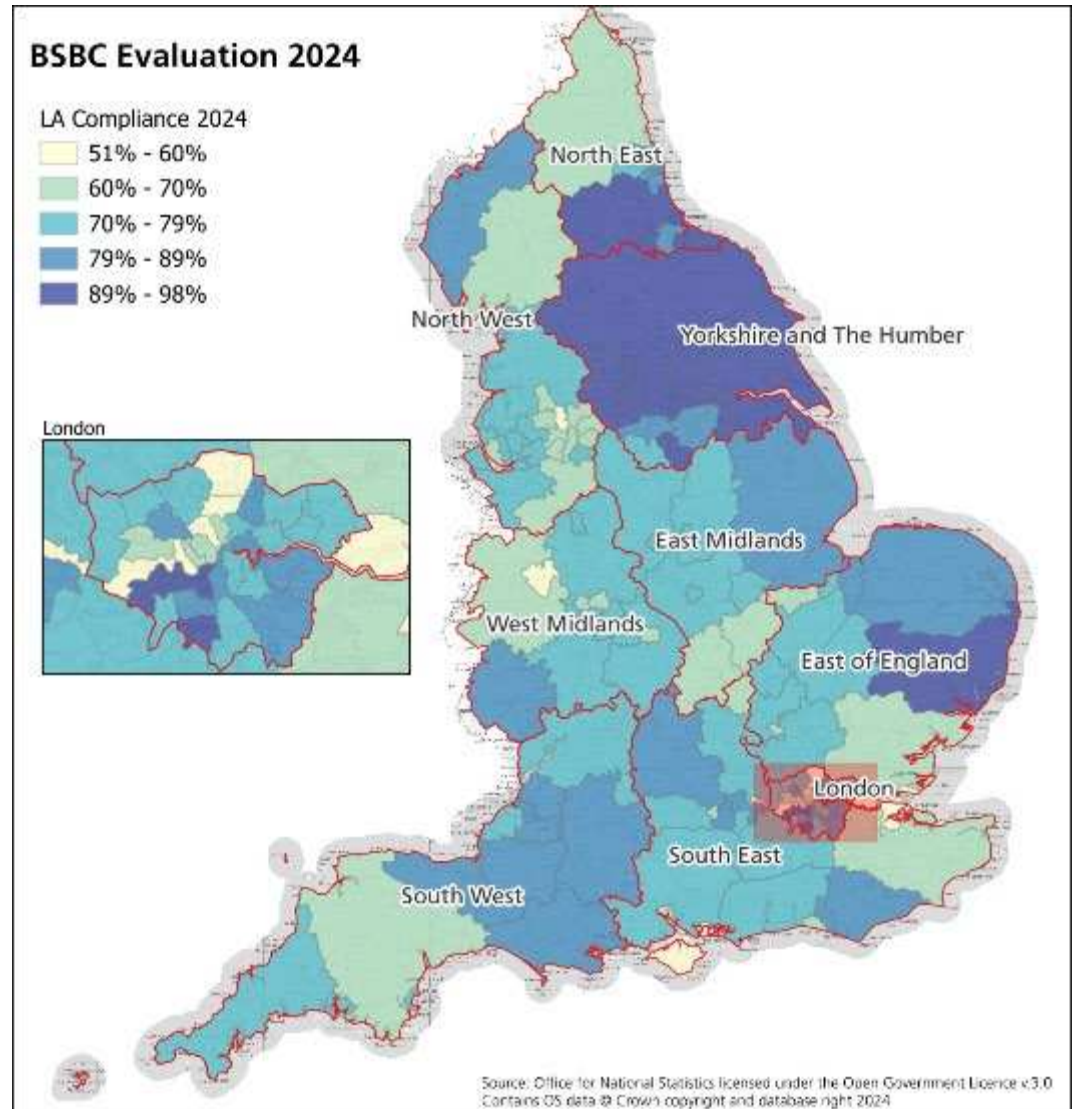 BSBC Evaluation 2024
LA Compliance 2024
51% - 60%
60% - 70%
70% - 79%
79% - 89%
89% - 98%
North East
North West
Yorkshire and The Humber
London
East Midlands
West Midlands
East of England
London
South East
South West
Source: Office for National Statistics licensed under the Open Government Licence v.3.0
Contains OS data @ Crown copyright and database right 2024